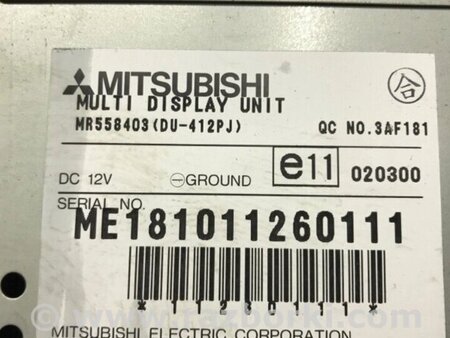 MITSUBISHI
合
MULTI DISPLAY UNIT
MR558403(DU-412PJ) QC NO.3AF181
DC 12V ⊖GROUND e11 020300
SERIAL NO.
ME181011260111
MITSUBISHI ELECTRIC CORPORATION